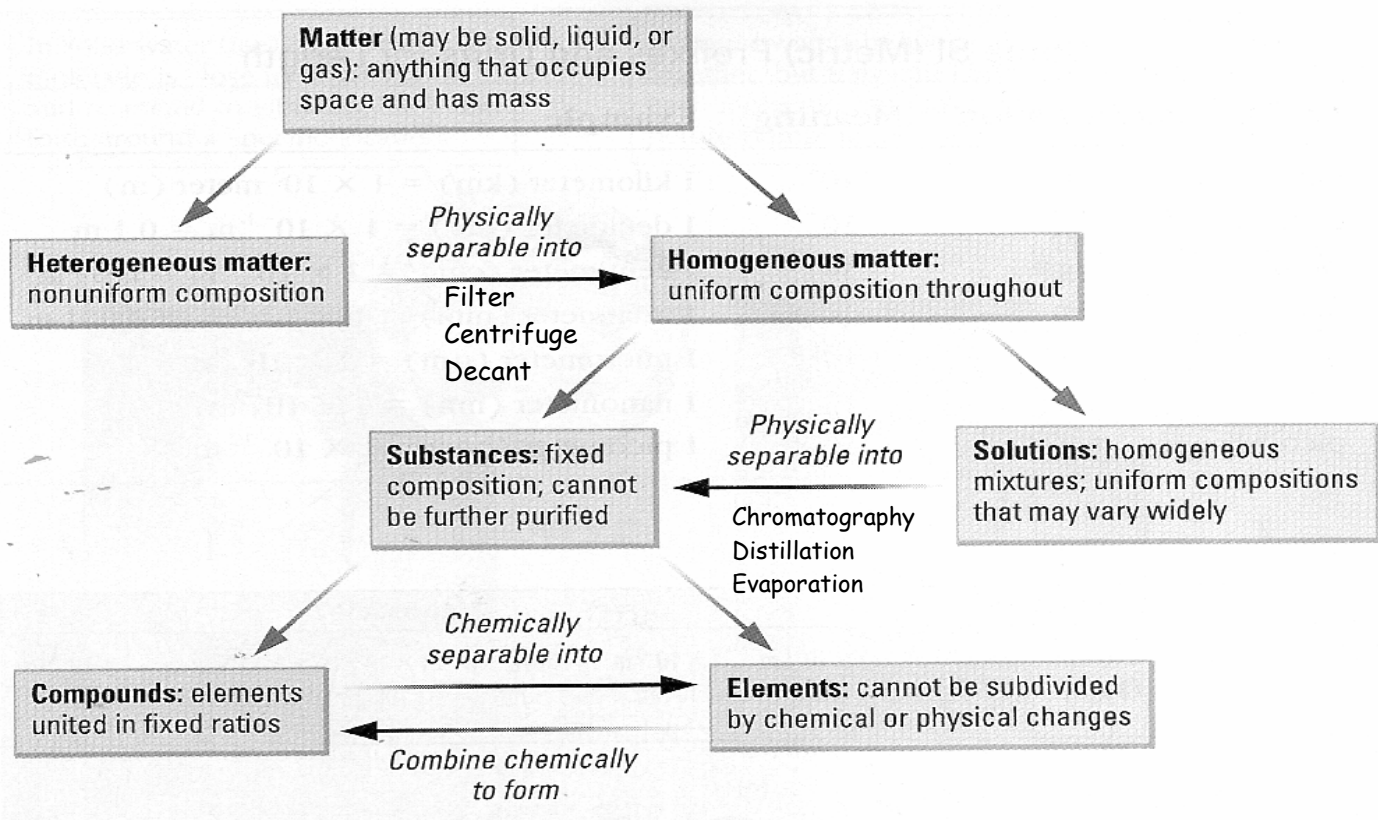 Matter (may be solid, liquid, or
gas): anything that occupies
space and has mass
Heterogeneous matter:
nonuniform composition
Physically
separable into
Filter
Centrifuge
Decant
Homogeneous matter:
uniform composition throughout
Substances: fixed
composition; cannot
be further purified
Physically
separable into
Chromatography
Distillation
Evaporation
Solutions: homogeneous
mixtures; uniform compositions
that may vary widely
Compounds: elements
united in fixed ratios
Chemically
separable into
Combine chemically
to form
Elements: cannot be subdivided
by chemical or physical changes